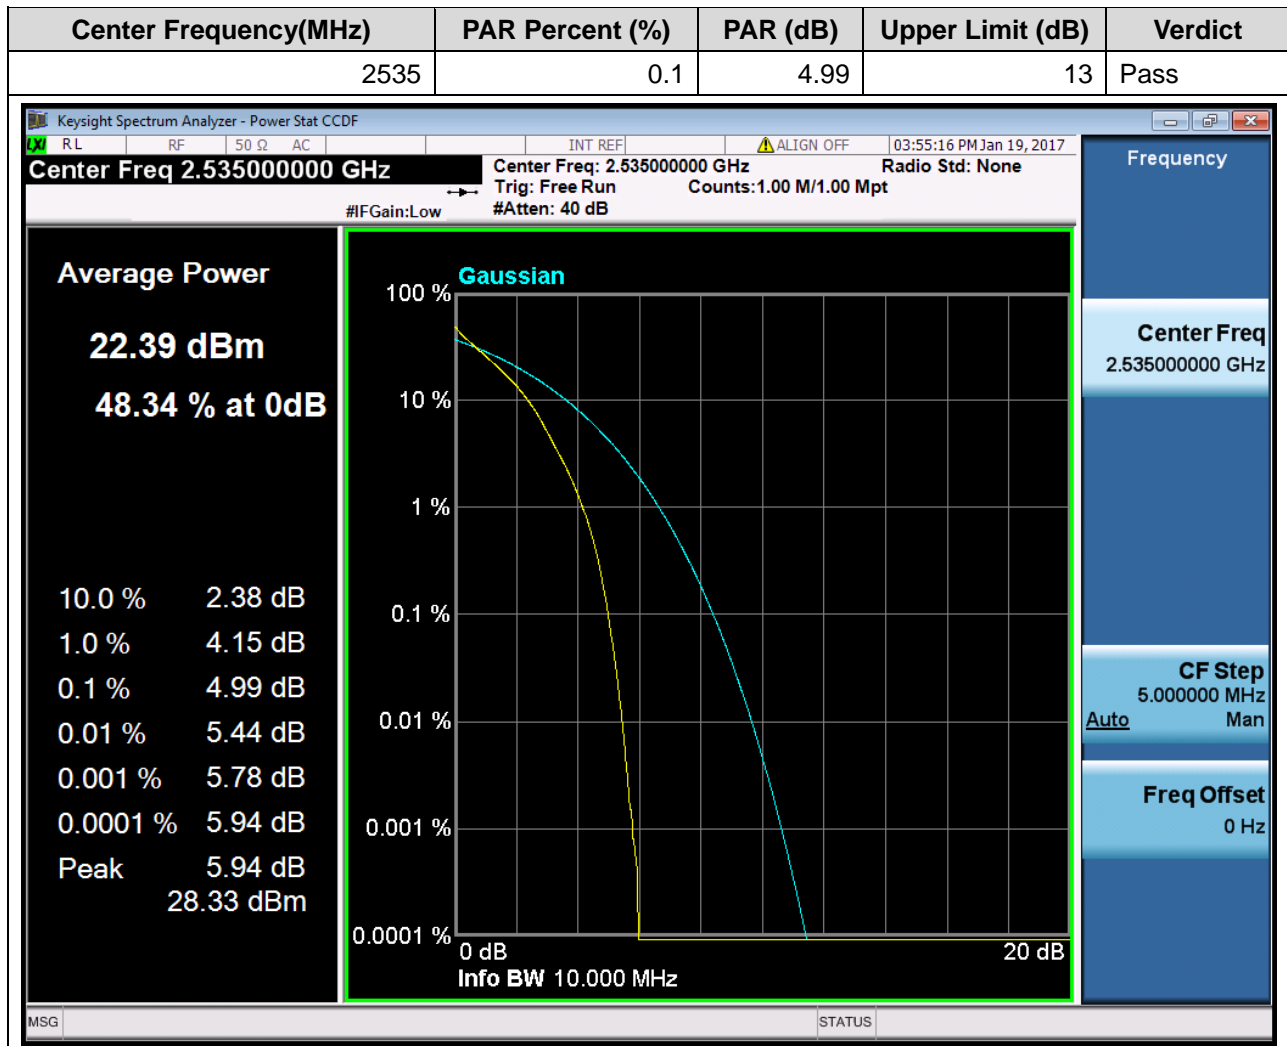 Center Frequency(MHz) PAR Percent (%) PAR (dB) Upper Limit (dB) Verdict
2535 0.1 4.99 13 Pass
Keysight Spectrum Analyzer - Power Stat CCDF
LXI RL RF 50 Ω AC INT REF ALIGN OFF 03:55:16 PM Jan 19, 2017
Center Freq 2.535000000 GHz
Center Freq: 2.535000000 GHz Radio Std: None
Trig: Free Run Counts:1.00 M/1.00 Mpt
#IFGain:Low #Atten: 40 dB
Frequency
Average Power
22.39 dBm
48.34 % at 0dB
10.0 % 2.38 dB
1.0 % 4.15 dB
0.1 % 4.99 dB
0.01 % 5.44 dB
0.001 % 5.78 dB
0.0001 % 5.94 dB
Peak 5.94 dB
28.33 dBm
Gaussian
100 %
10 %
1 %
0.1 %
0.01 %
0.001 %
0.0001 %
0 dB 20 dB
Info BW 10.000 MHz
Center Freq
2.535000000 GHz
CF Step
5.000000 MHz
Auto Man
Freq Offset
0 Hz
MSG STATUS